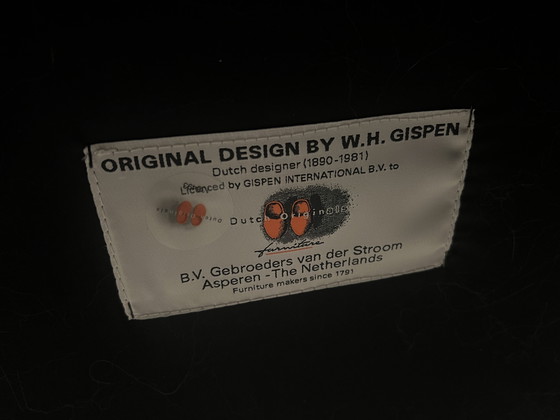 ORIGINAL DESIGN BY W.H. GISPEN
Dutch designer (1890-1981)
Licenced by GISPEN INTERNATIONAL B.V. to
Dutch Originals
furniture
B.V. Gebroeders van der Stroom
Asperen - The Netherlands
Furniture makers since 1791